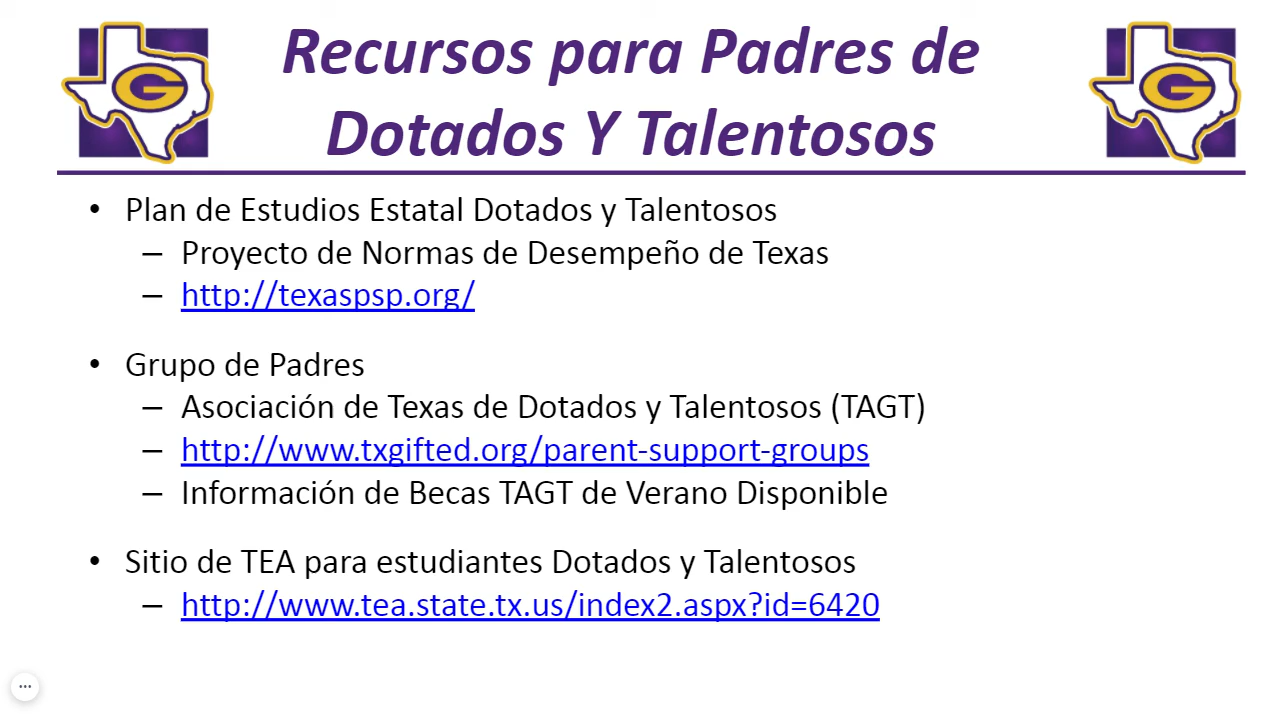 Recursos para Padres de
Dotados Y Talentosos
G
G
• Plan de Estudios Estatal Dotados y Talentosos
– Proyecto de Normas de Desempeño de Texas
– http://texaspsp.org/
• Grupo de Padres
– Asociación de Texas de Dotados y Talentosos (TAGT)
– http://www.txgifted.org/parent-support-groups
– Información de Becas TAGT de Verano Disponible
• Sitio de TEA para estudiantes Dotados y Talentosos
– http://www.tea.state.tx.us/index2.aspx?id=6420